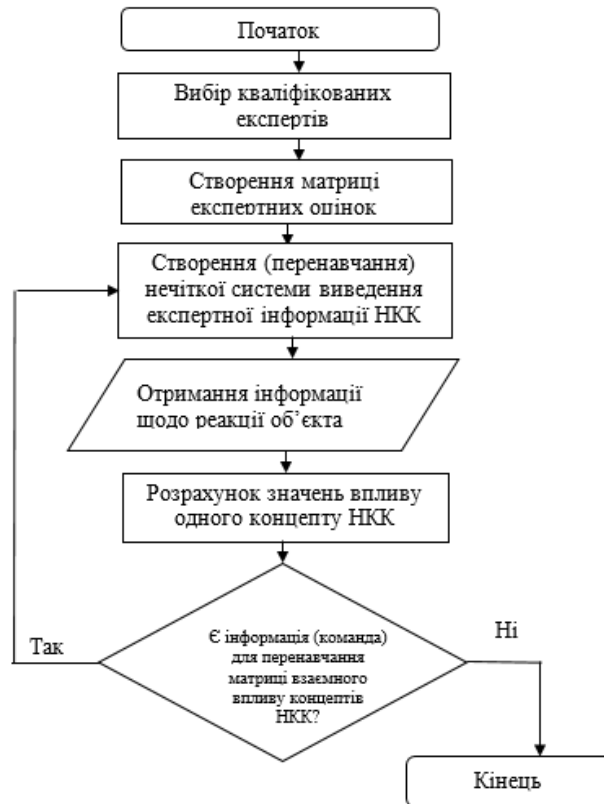 Початок
Вибір кваліфікованих
експертів
Створення матриці
експертних оцінок
Створення (перенавчання)
нечіткої системи виведення
експертної інформації НКК
Отримання інформації
щодо реакції об’єкта
Розрахунок значень впливу
одного концепту НКК
Є інформація (команда)
для перенавчання
матриці взаємного
впливу концептів
НКК?
Так
Ні
Кінець